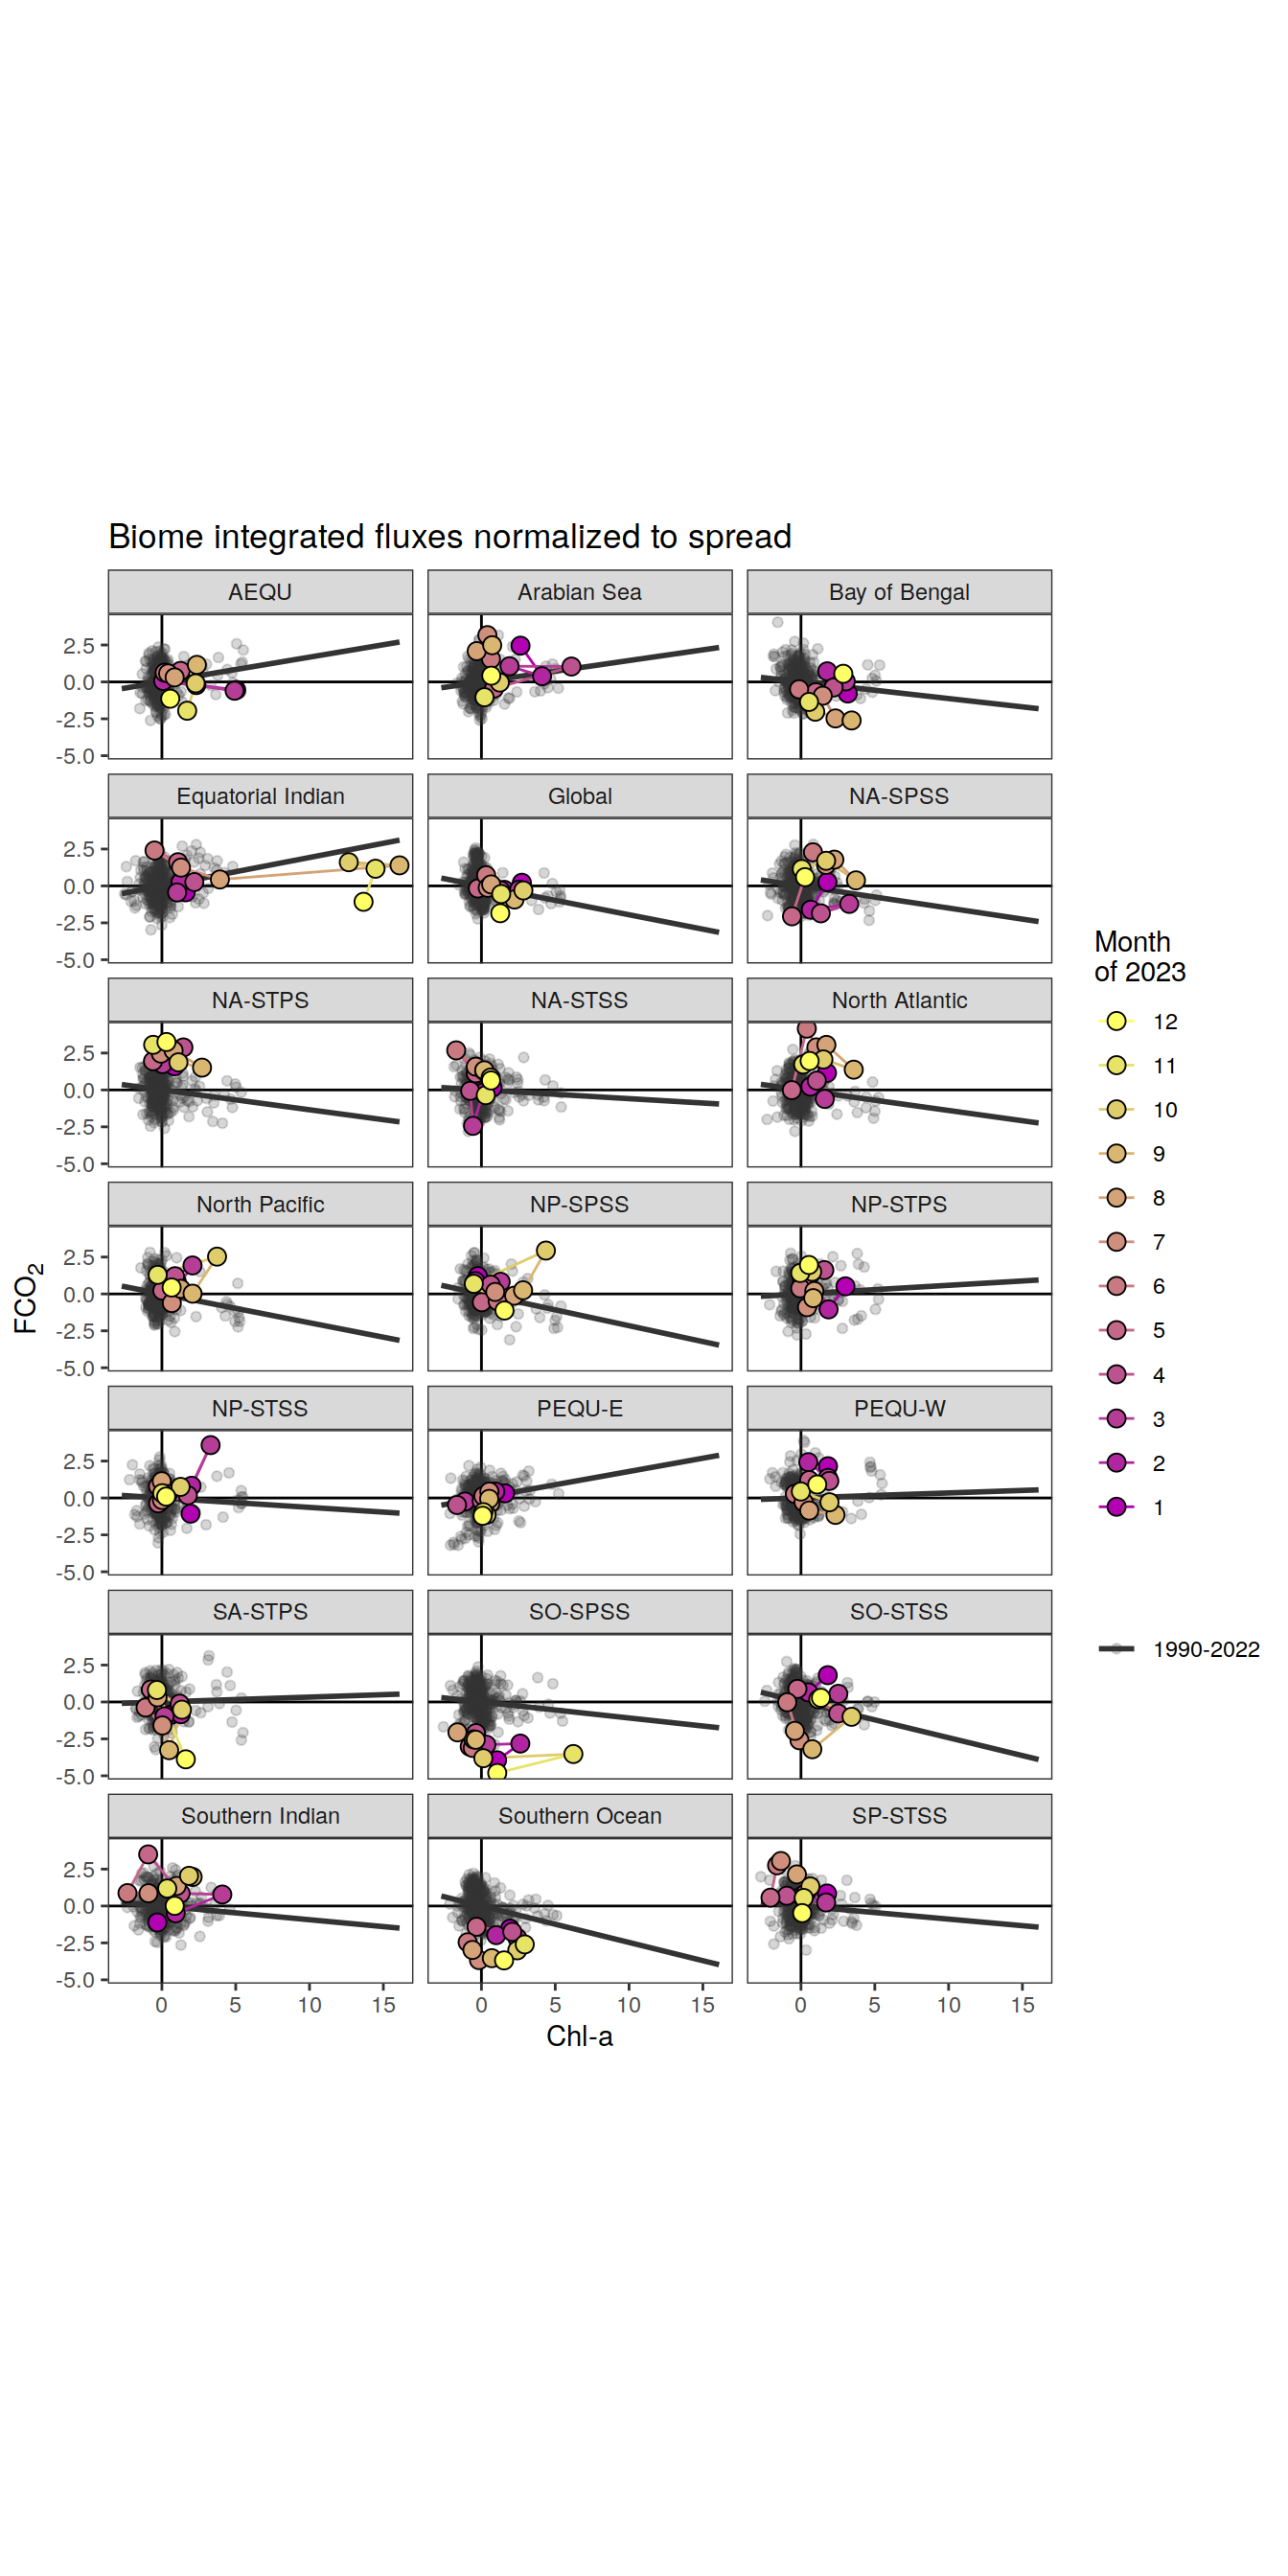 Biome integrated fluxes normalized to spread
AEQU
Arabian Sea
Bay of Bengal
2.5
0.0
-2.5
-5.0
Equatorial Indian
Global
NA-SPSS
2.5
0.0
-2.5
-5.0
NA-STPS
NA-STSS
North Atlantic
2.5
0.0
-2.5
-5.0
North Pacific
NP-SPSS
NP-STPS
2.5
0.0
-2.5
-5.0
NP-STSS
PEQU-E
PEQU-W
2.5
0.0
-2.5
-5.0
SA-STPS
SO-SPSS
SO-STSS
2.5
0.0
-2.5
-5.0
Southern Indian
Southern Ocean
SP-STSS
2.5
0.0
-2.5
-5.0
0 5 10 15
0 5 10 15
0 5 10 15
Chl-a
FCO₂
Month
of 2023
12
11
10
9
8
7
6
5
4
3
2
1
1990-2022